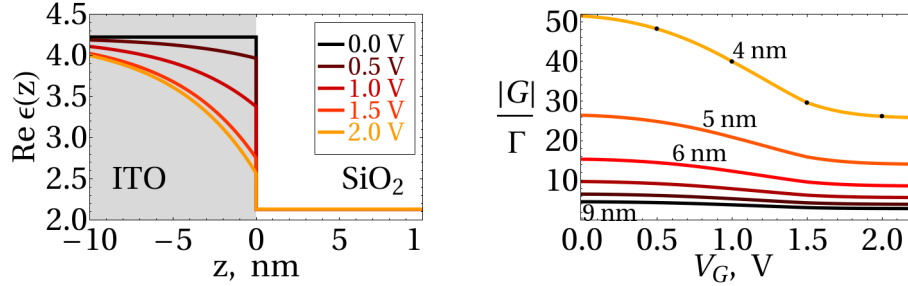 4.5
4.0
3.5
3.0
2.5
2.0
Re ϵ(z)
0.0 V
0.5 V
1.0 V
1.5 V
2.0 V
ITO
SiO₂
−10
−5
0
5
10
z, nm
50
40
30
20
10
|G|
Γ
4 nm
5 nm
6 nm
9 nm
0.0
0.5
1.0
1.5
2.0
V_G, V